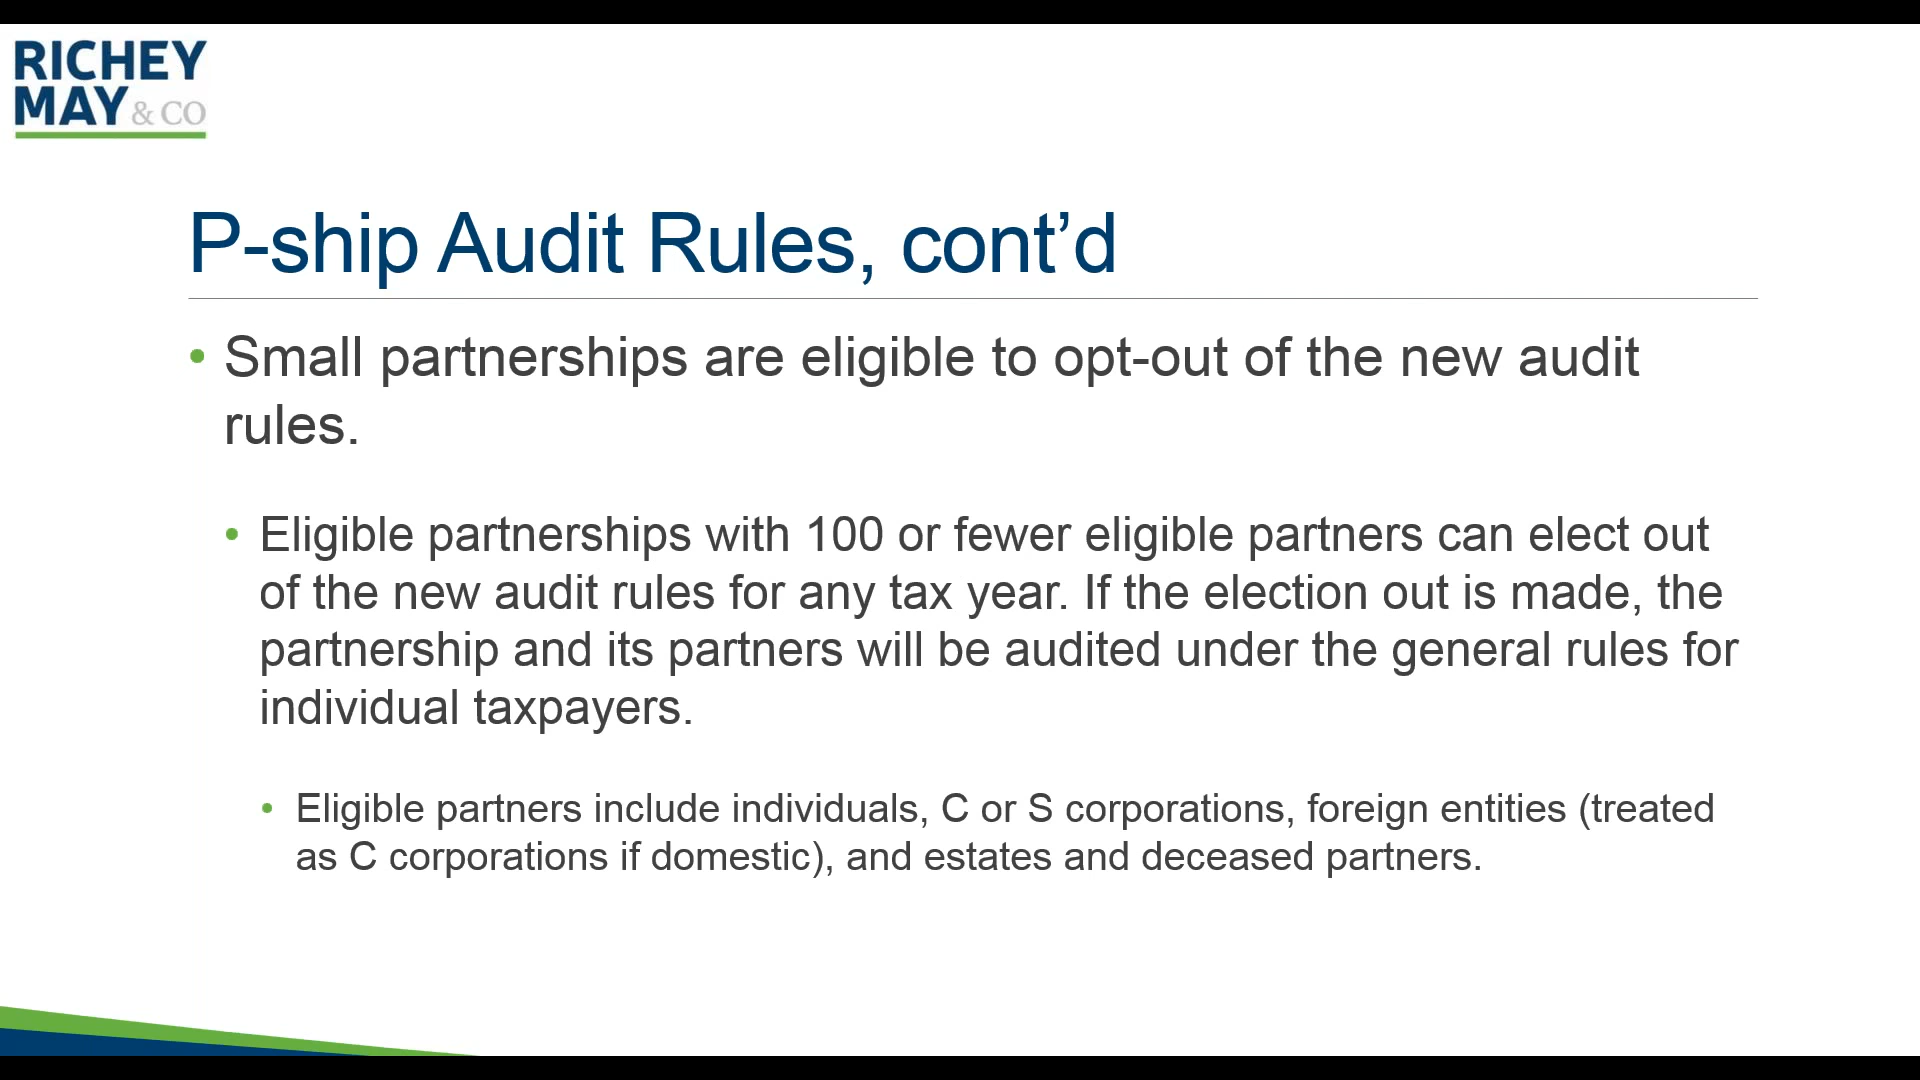 RICHEY
MAY & CO
P-ship Audit Rules, cont’d
• Small partnerships are eligible to opt-out of the new audit
rules.
• Eligible partnerships with 100 or fewer eligible partners can elect out
of the new audit rules for any tax year. If the election out is made, the
partnership and its partners will be audited under the general rules for
individual taxpayers.
• Eligible partners include individuals, C or S corporations, foreign entities (treated
as C corporations if domestic), and estates and deceased partners.